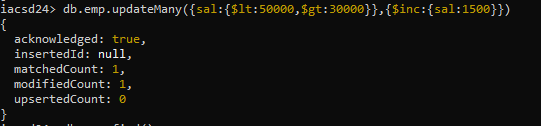 iacsd24> db.emp.updateMany({sal:{$lt:50000,$gt:30000}},{$inc:{sal:1500}})
{
  acknowledged: true,
  insertedId: null,
  matchedCount: 1,
  modifiedCount: 1,
  upsertedCount: 0
}